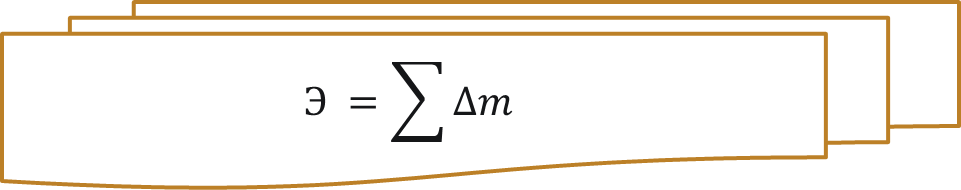 Э = ∑ Δm